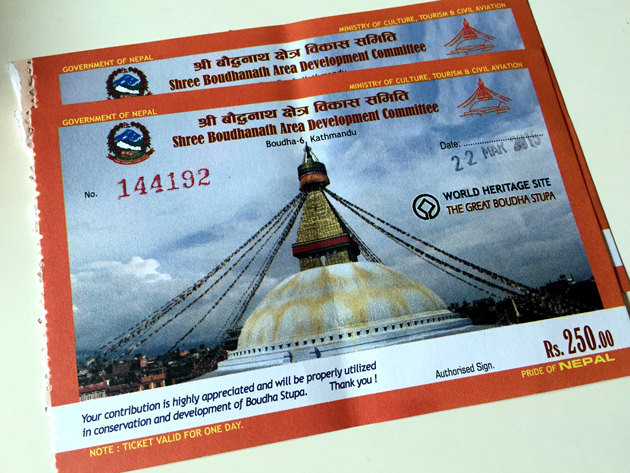 MINISTRY OF CULTURE, TOURISM & CIVIL AVIATION
GOVERNMENT OF NEPAL
श्री बौद्धनाथ क्षेत्र विकास समिति
Shree Boudhanath Area Development Committee
MINISTRY OF CULTURE, TOURISM & CIVIL AVIATION
GOVERNMENT OF NEPAL
श्री बौद्धनाथ क्षेत्र विकास समिति
Shree Boudhanath Area Development Committee
Boudha-6, Kathmandu
Date:
22 MAR
No. 144192
WORLD HERITAGE SITE
THE GREAT BOUDHA STUPA
Rs. 250.00
Authorised Sign.
PRIDE OF NEPAL
Your contribution is highly appreciated and will be properly utilized
in conservation and development of Boudha Stupa. Thank you !
NOTE : TICKET VALID FOR ONE DAY.